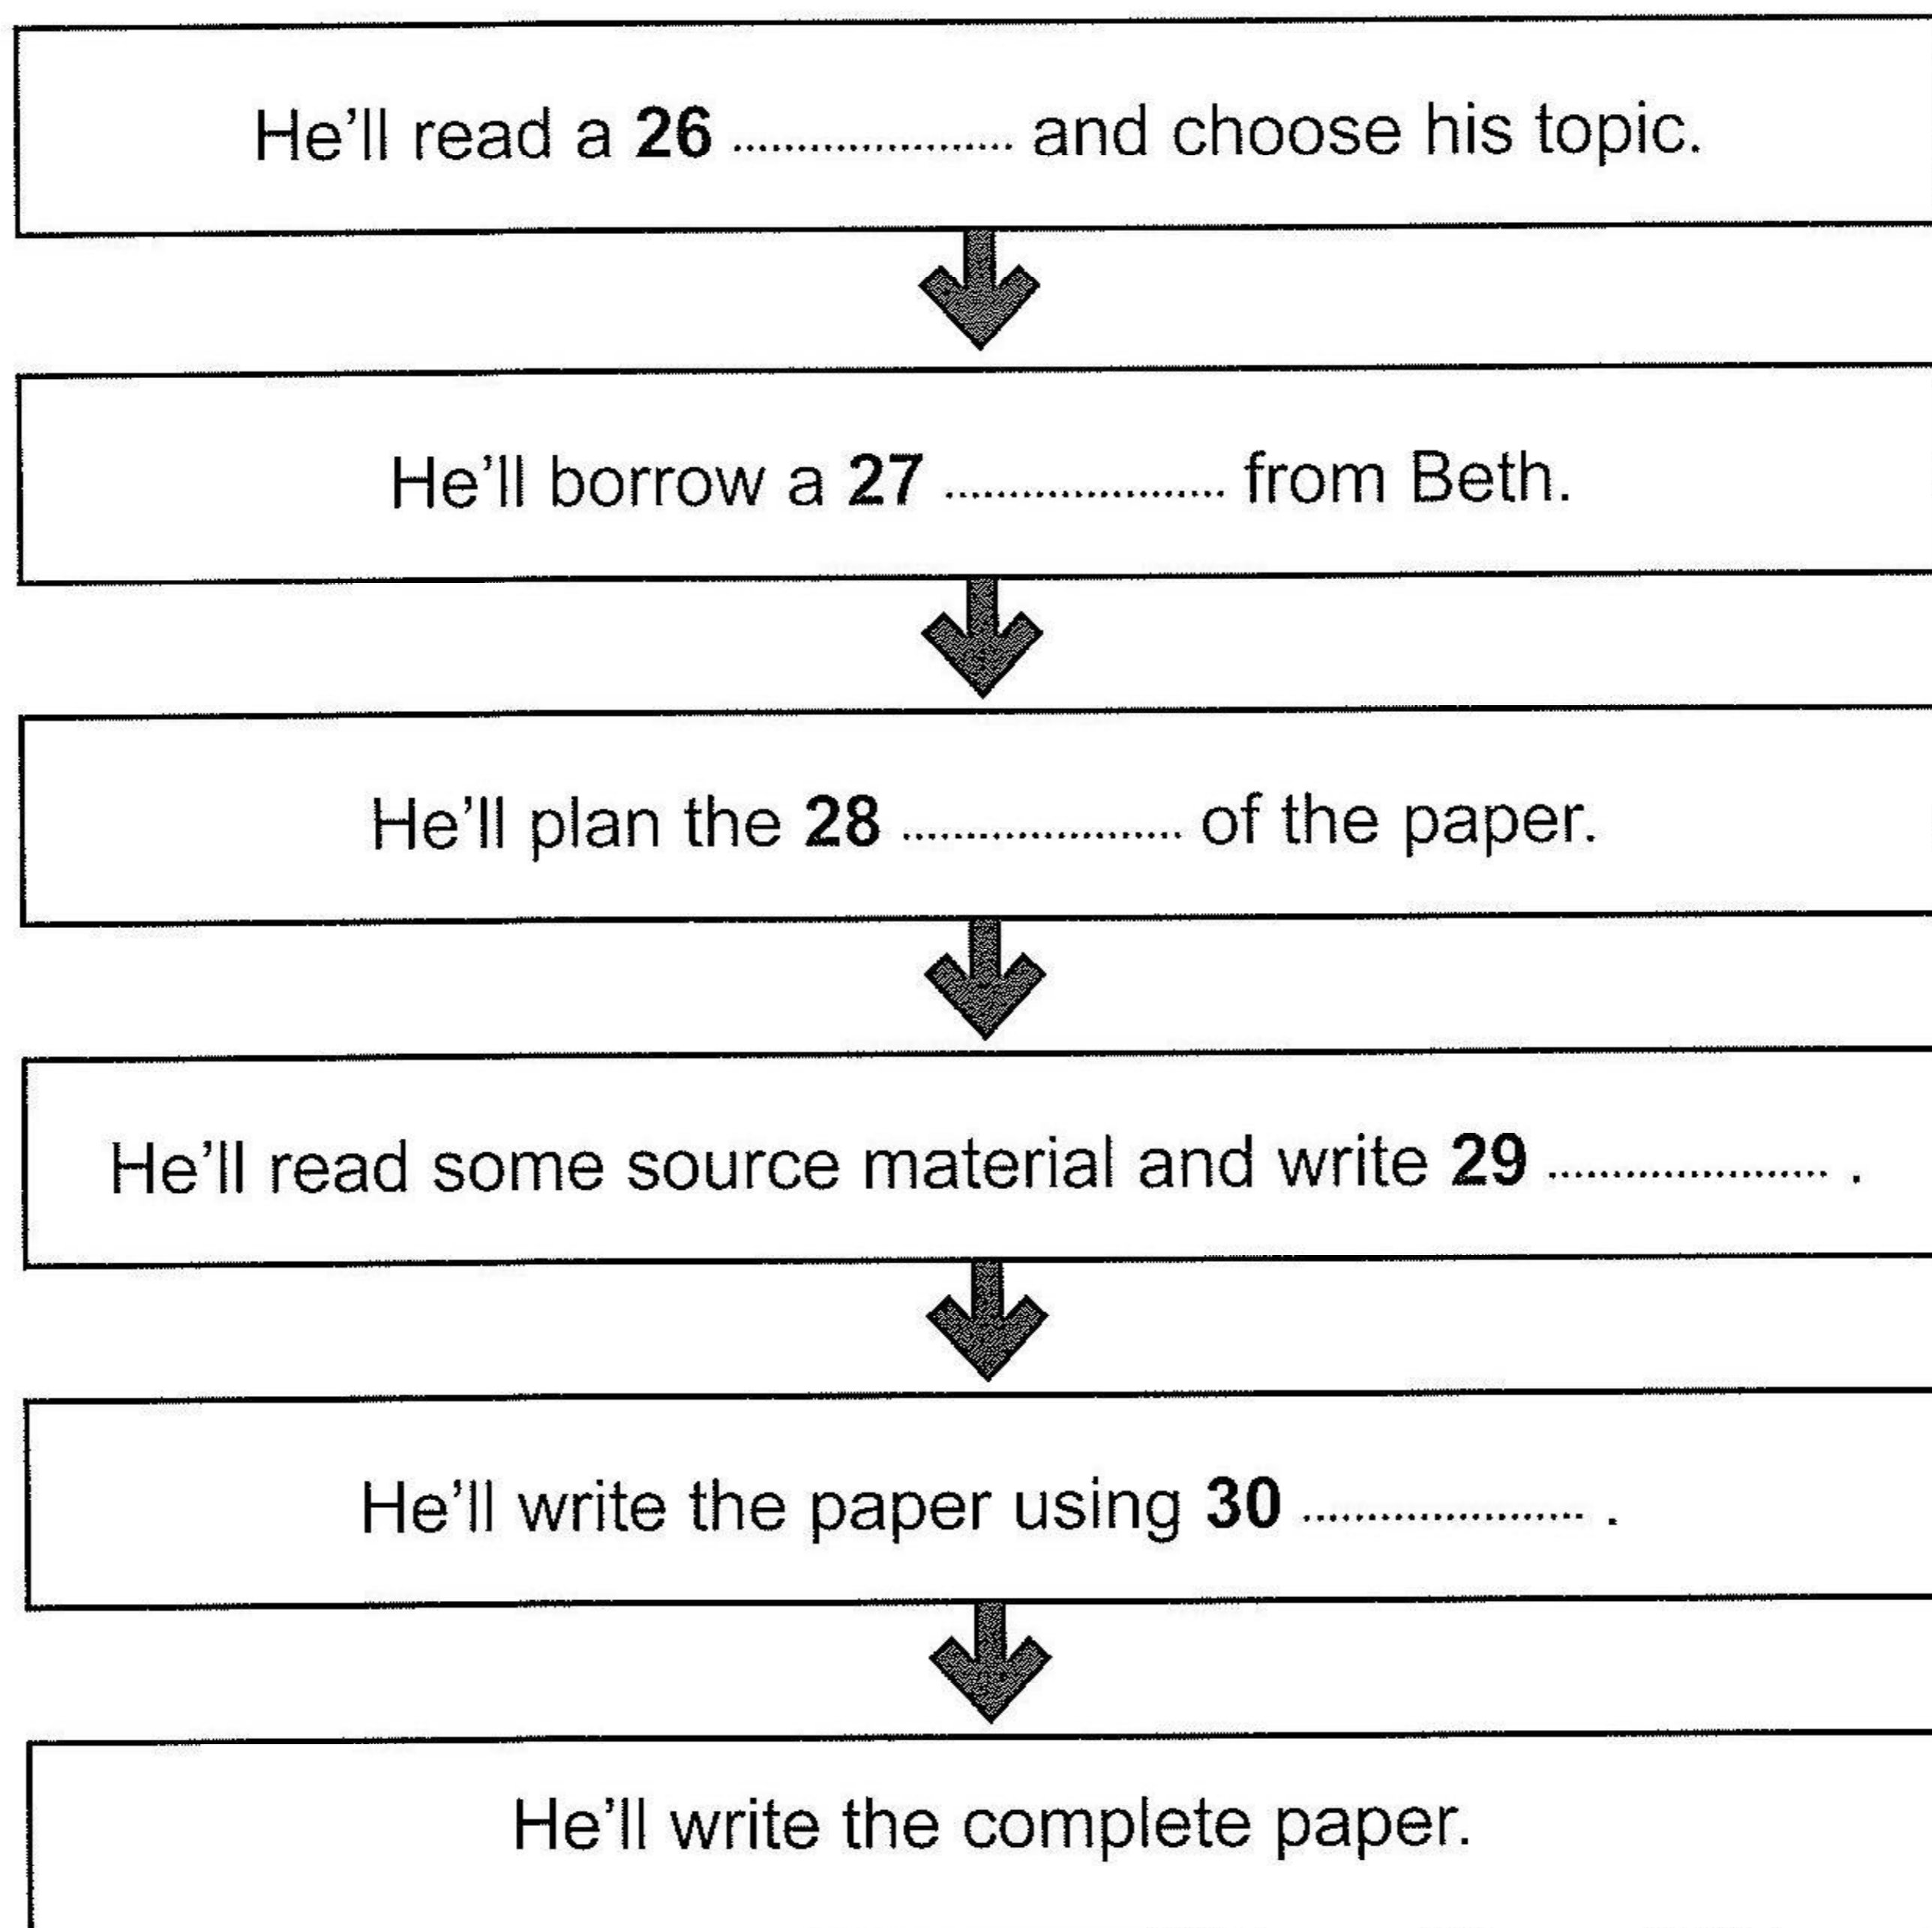 He'll read a 26 ...................... and choose his topic.
He'll borrow a 27 ...................... from Beth.
He'll plan the 28 ...................... of the paper.
He'll read some source material and write 29 ...................... .
He'll write the paper using 30 ...................... .
He'll write the complete paper.